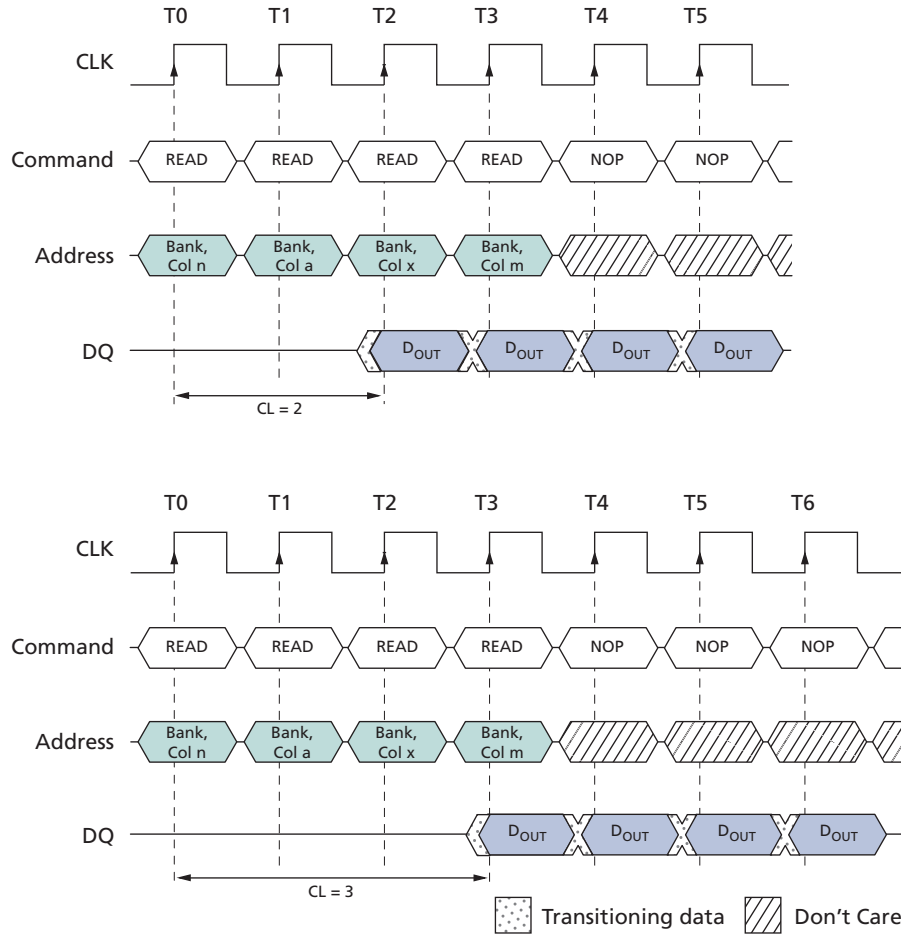 T0 T1 T2 T3 T4 T5
CLK
Command READ READ READ READ NOP NOP
Address Bank, Col n Bank, Col a Bank, Col x Bank, Col m
DQ DOUT DOUT DOUT DOUT
CL = 2
T0 T1 T2 T3 T4 T5 T6
CLK
Command READ READ READ READ NOP NOP NOP
Address Bank, Col n Bank, Col a Bank, Col x Bank, Col m
DQ DOUT DOUT DOUT DOUT
CL = 3
Transitioning data Don't Care